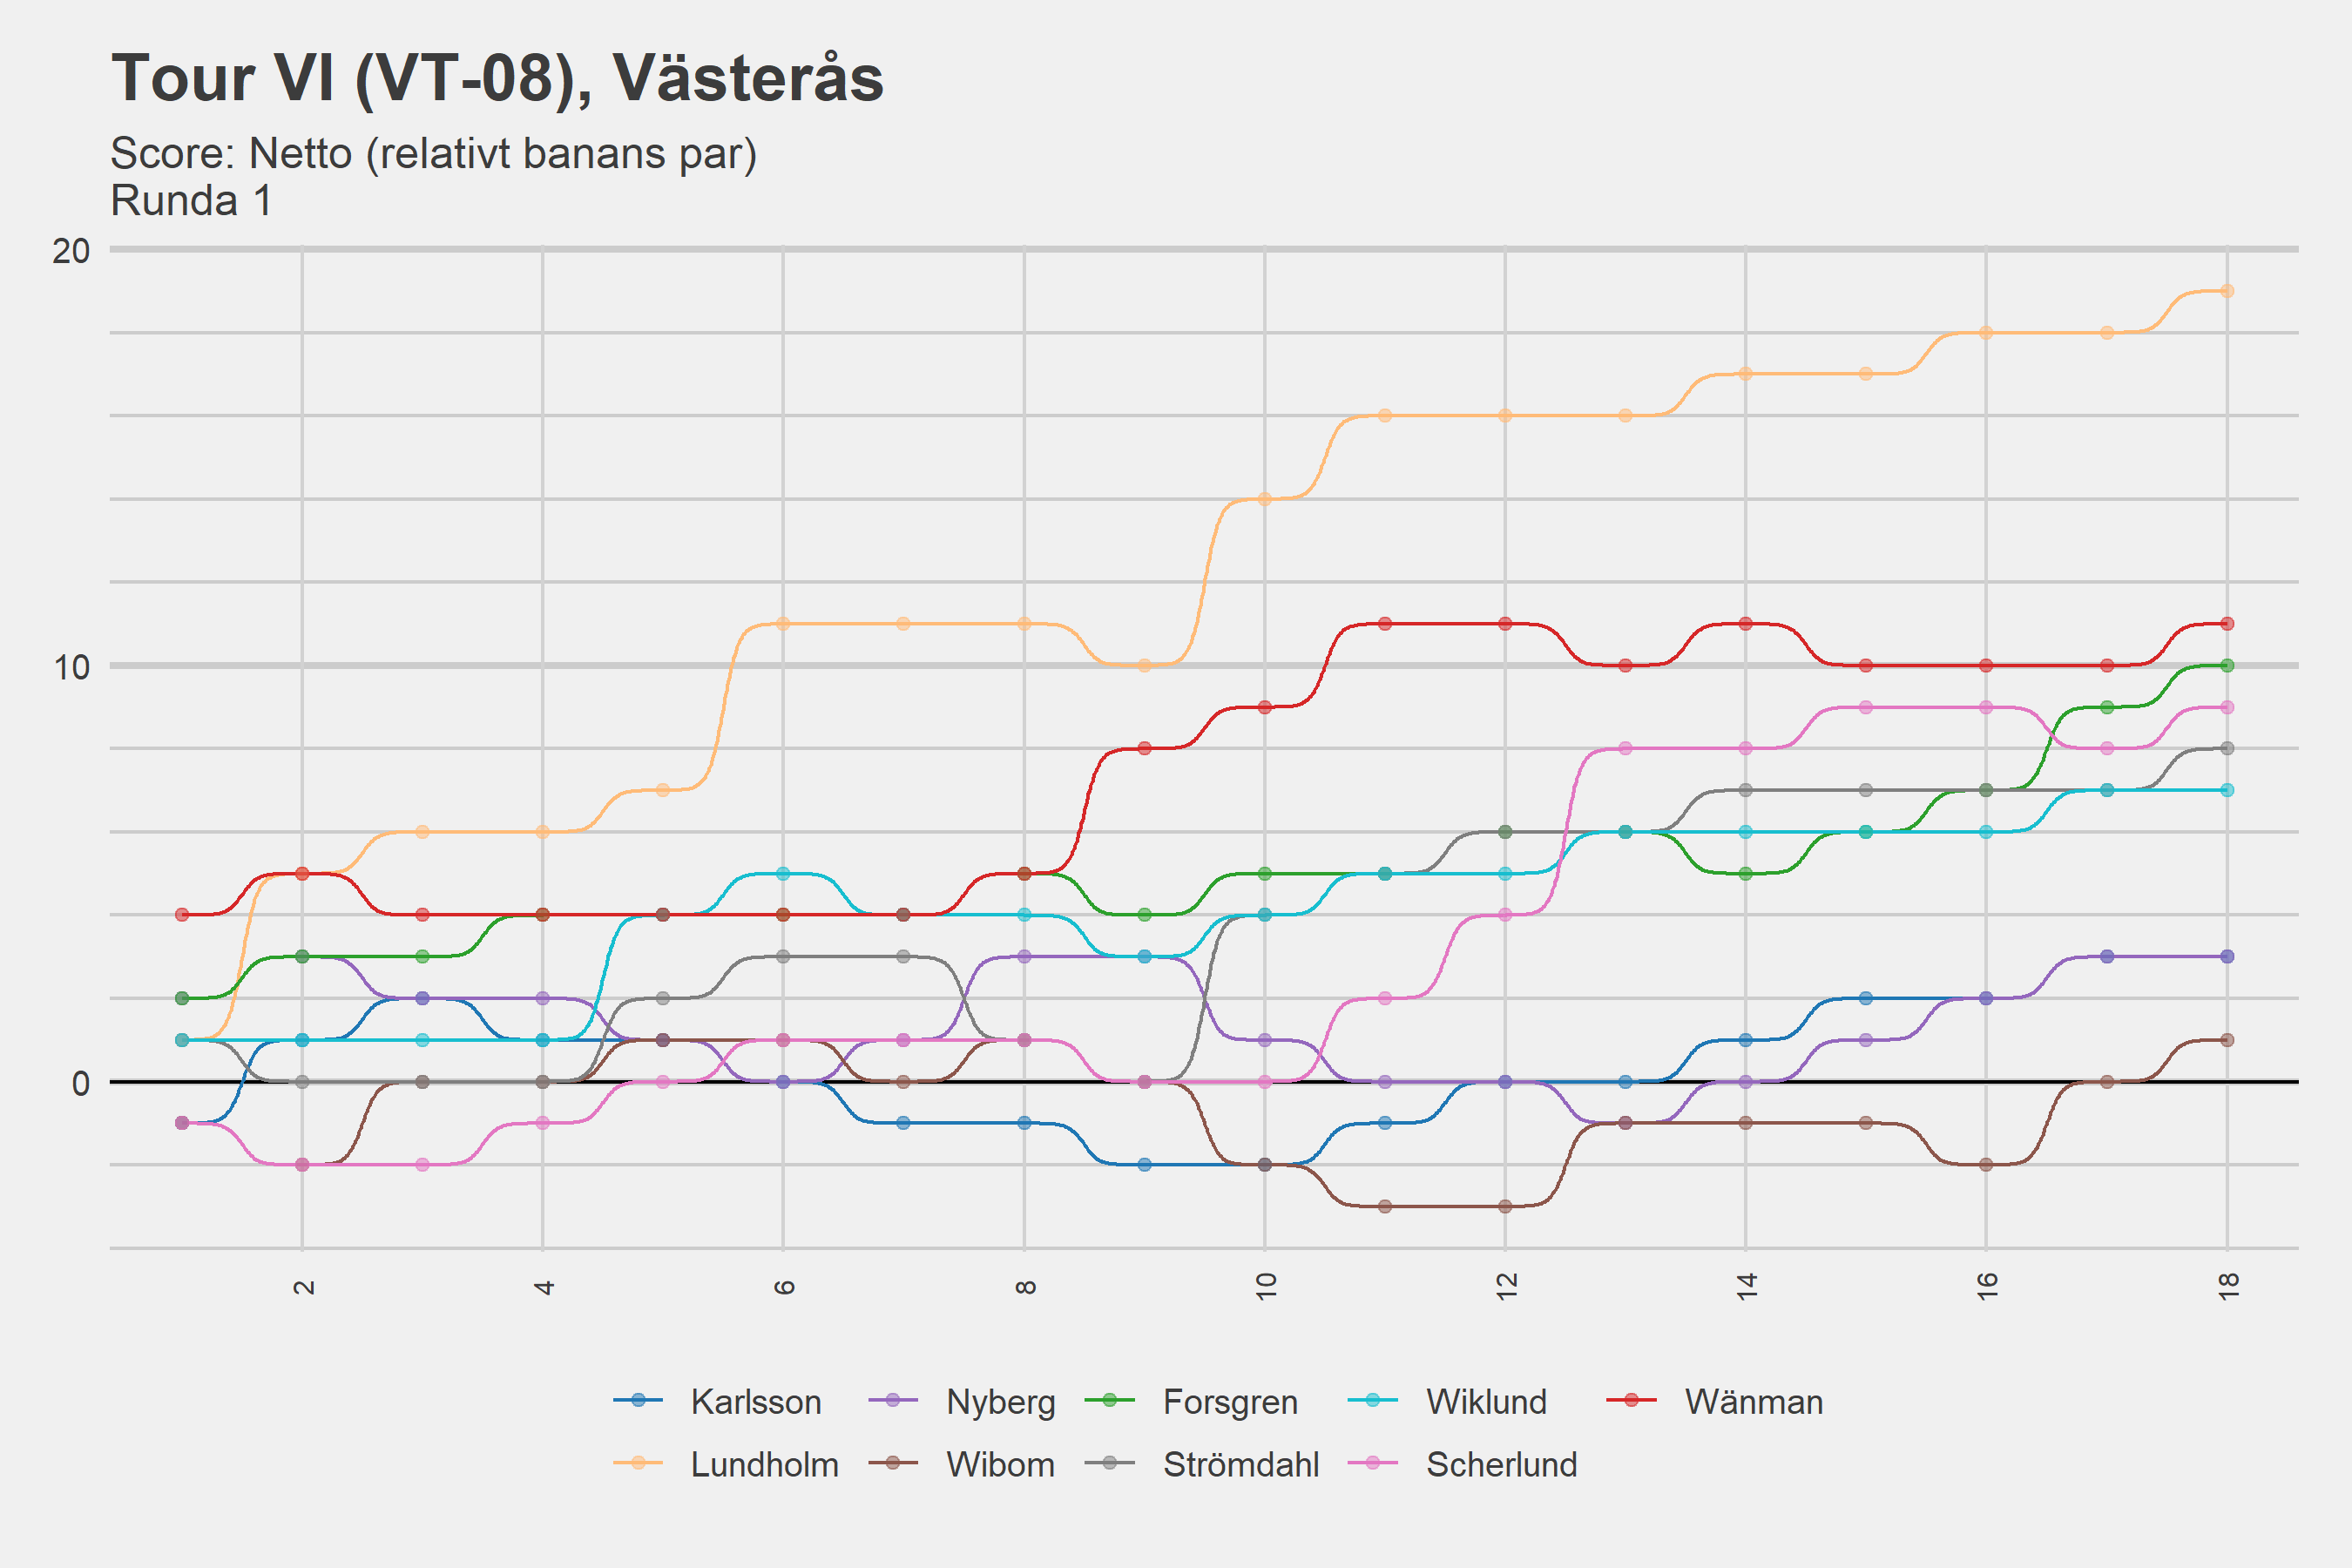 Tour VI (VT-08), Västerås
Score: Netto (relativt banans par)
Runda 1
20
10
0
2 4 6 8 10 12 14 16 18
Karlsson Nyberg Forsgren Wiklund Wänman
Lundholm Wibom Strömdahl Scherlund